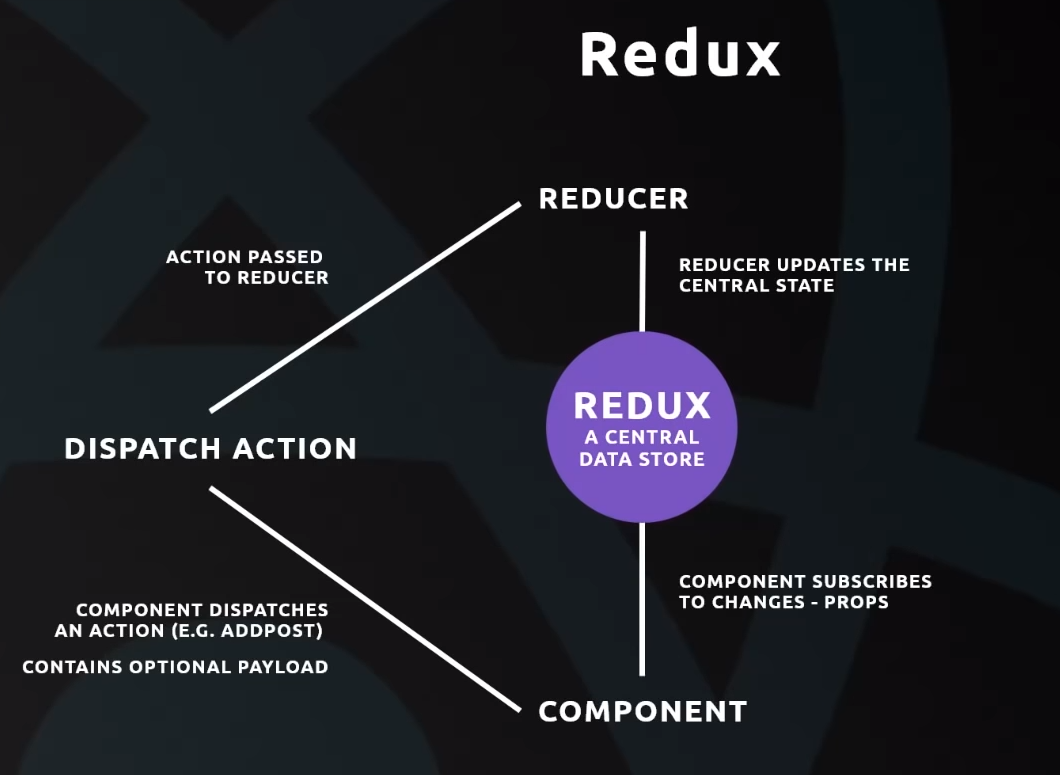 Redux
REDUCER
ACTION PASSED
TO REDUCER
REDUCER UPDATES THE
CENTRAL STATE
REDUX
A CENTRAL
DATA STORE
DISPATCH ACTION
COMPONENT DISPATCHES
AN ACTION (E.G. ADDPOST)
CONTAINS OPTIONAL PAYLOAD
COMPONENT SUBSCRIBES
TO CHANGES - PROPS
COMPONENT